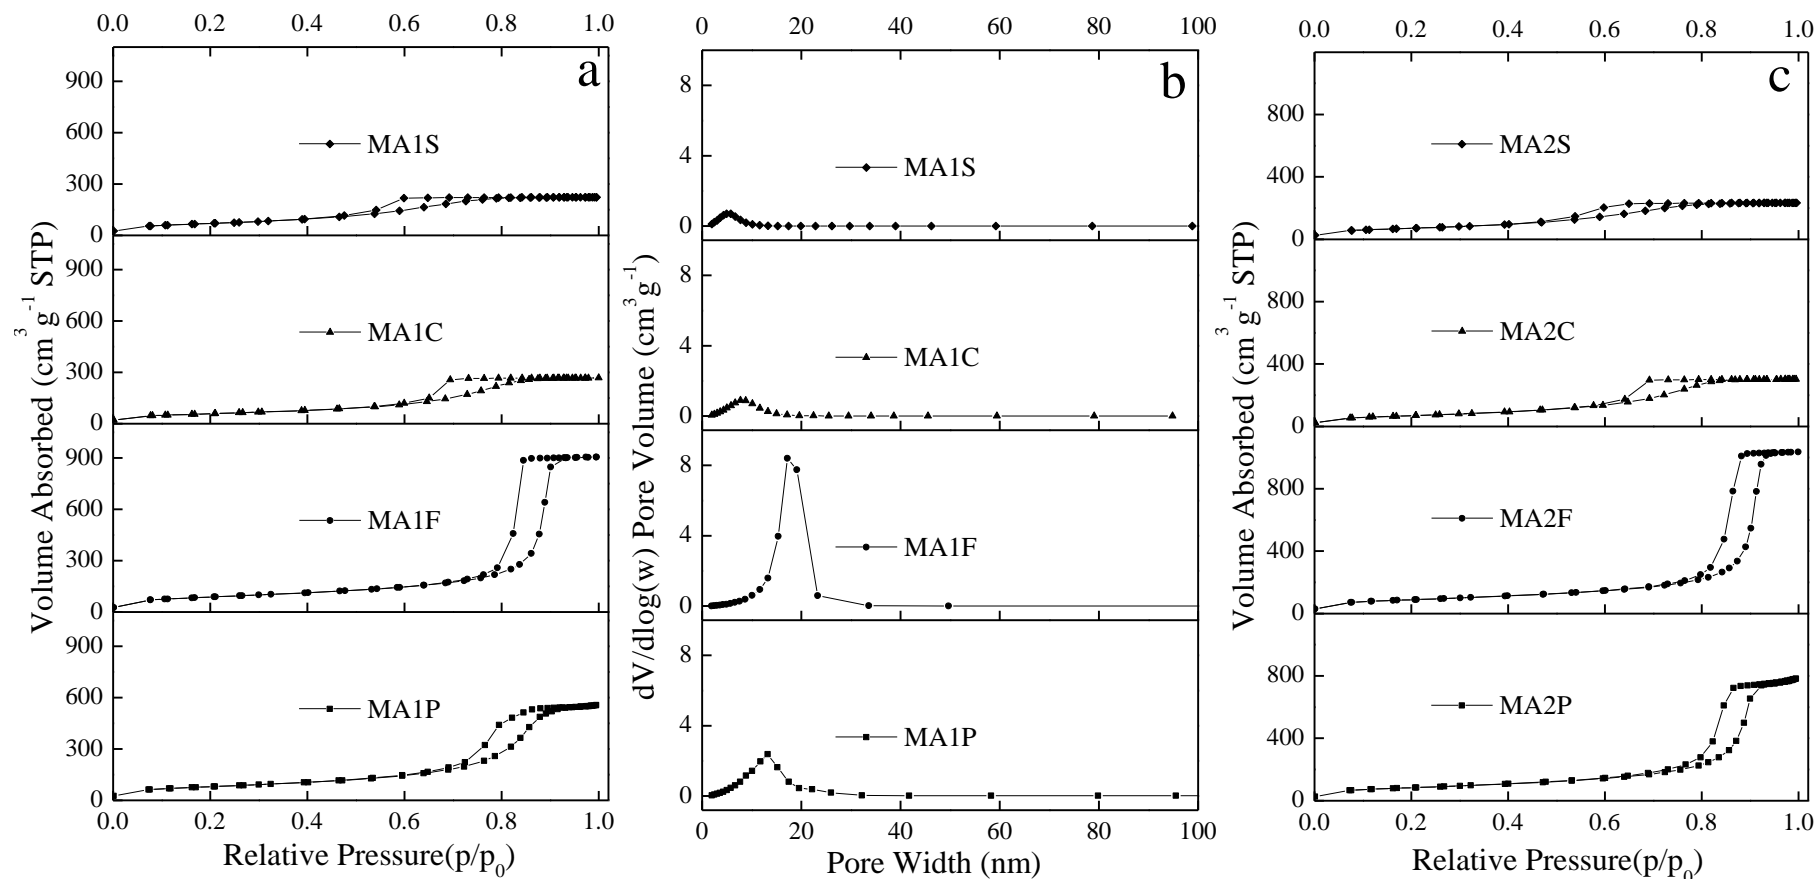 0.0 0.2 0.4 0.6 0.8 1.0
a
900
600
300
0
MA1S
900
600
300
0
MA1C
900
600
300
0
MA1F
900
600
300
0
MA1P
0.0 0.2 0.4 0.6 0.8 1.0
Relative Pressure(p/p0)
Volume Absorbed (cm3 g-1 STP)
0 20 40 60 80 100
b
8
4
0
MA1S
8
4
0
MA1C
8
4
0
MA1F
8
4
0
MA1P
0 20 40 60 80 100
Pore Width (nm)
dV/dlog(w) Pore Volume (cm3g-1)
0.0 0.2 0.4 0.6 0.8 1.0
c
800
400
0
MA2S
800
400
0
MA2C
800
400
0
MA2F
800
400
0
MA2P
0.0 0.2 0.4 0.6 0.8 1.0
Relative Pressure(p/p0)
Volume Absorbed (cm3 g-1 STP)